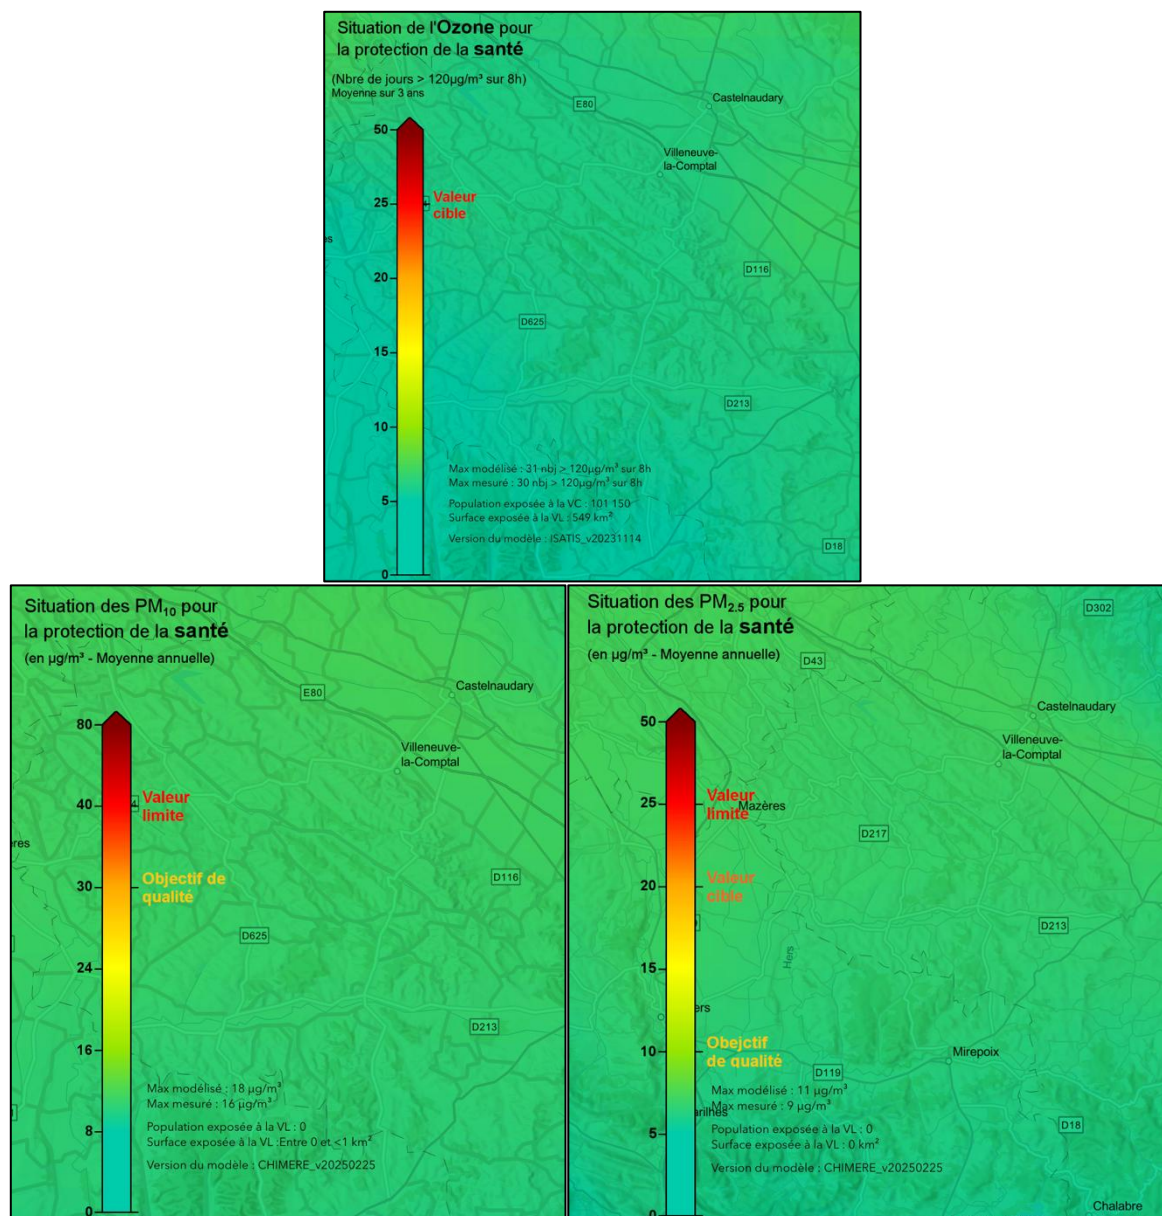 Situation de l'Ozone pour
la protection de la santé
(Nbre de jours > 120µg/m³ sur 8h)
Moyenne sur 3 ans
E80
Castelnaudary
50
Villeneuve-
la-Comptal
25
Valeur
cible
D116
20
D625
15
D213
10
Max modélisé : 31 nbj > 120µg/m³ sur 8h
Max mesuré : 30 nbj > 120µg/m³ sur 8h
5
Population exposée à la VC : 101 150
Surface exposée à la VL : 549 km²
Version du modèle : ISATIS_v20231114
D18
0
Situation des PM10 pour
la protection de la santé
(en µg/m³ - Moyenne annuelle)
E80
Castelnaudary
80
Villeneuve-
la-Comptal
40
Valeur
limite
30
Objectif de
qualité
D116
D625
24
D213
16
Max modélisé : 18 µg/m³
Max mesuré : 16 µg/m³
8
Population exposée à la VL : 0
Surface exposée à la VL :Entre 0 et <1 km²
Version du modèle : CHIMERE_v20250225
0
Situation des PM2.5 pour
la protection de la santé
(en µg/m³ - Moyenne annuelle)
D302
D43
Castelnaudary
50
Villeneuve-
la-Comptal
25
Valeur
limite
Mazères
D217
20
Valeur
cible
D213
Hers
15
ers
10
Obejctif
de qualité
Mirepoix
D119
Max modélisé : 11 µg/m³
Max mesuré : 9 µg/m³
arilhes
5
Population exposée à la VL : 0
Surface exposée à la VL : 0 km²
D18
Version du modèle : CHIMERE_v20250225
Chalabre
0